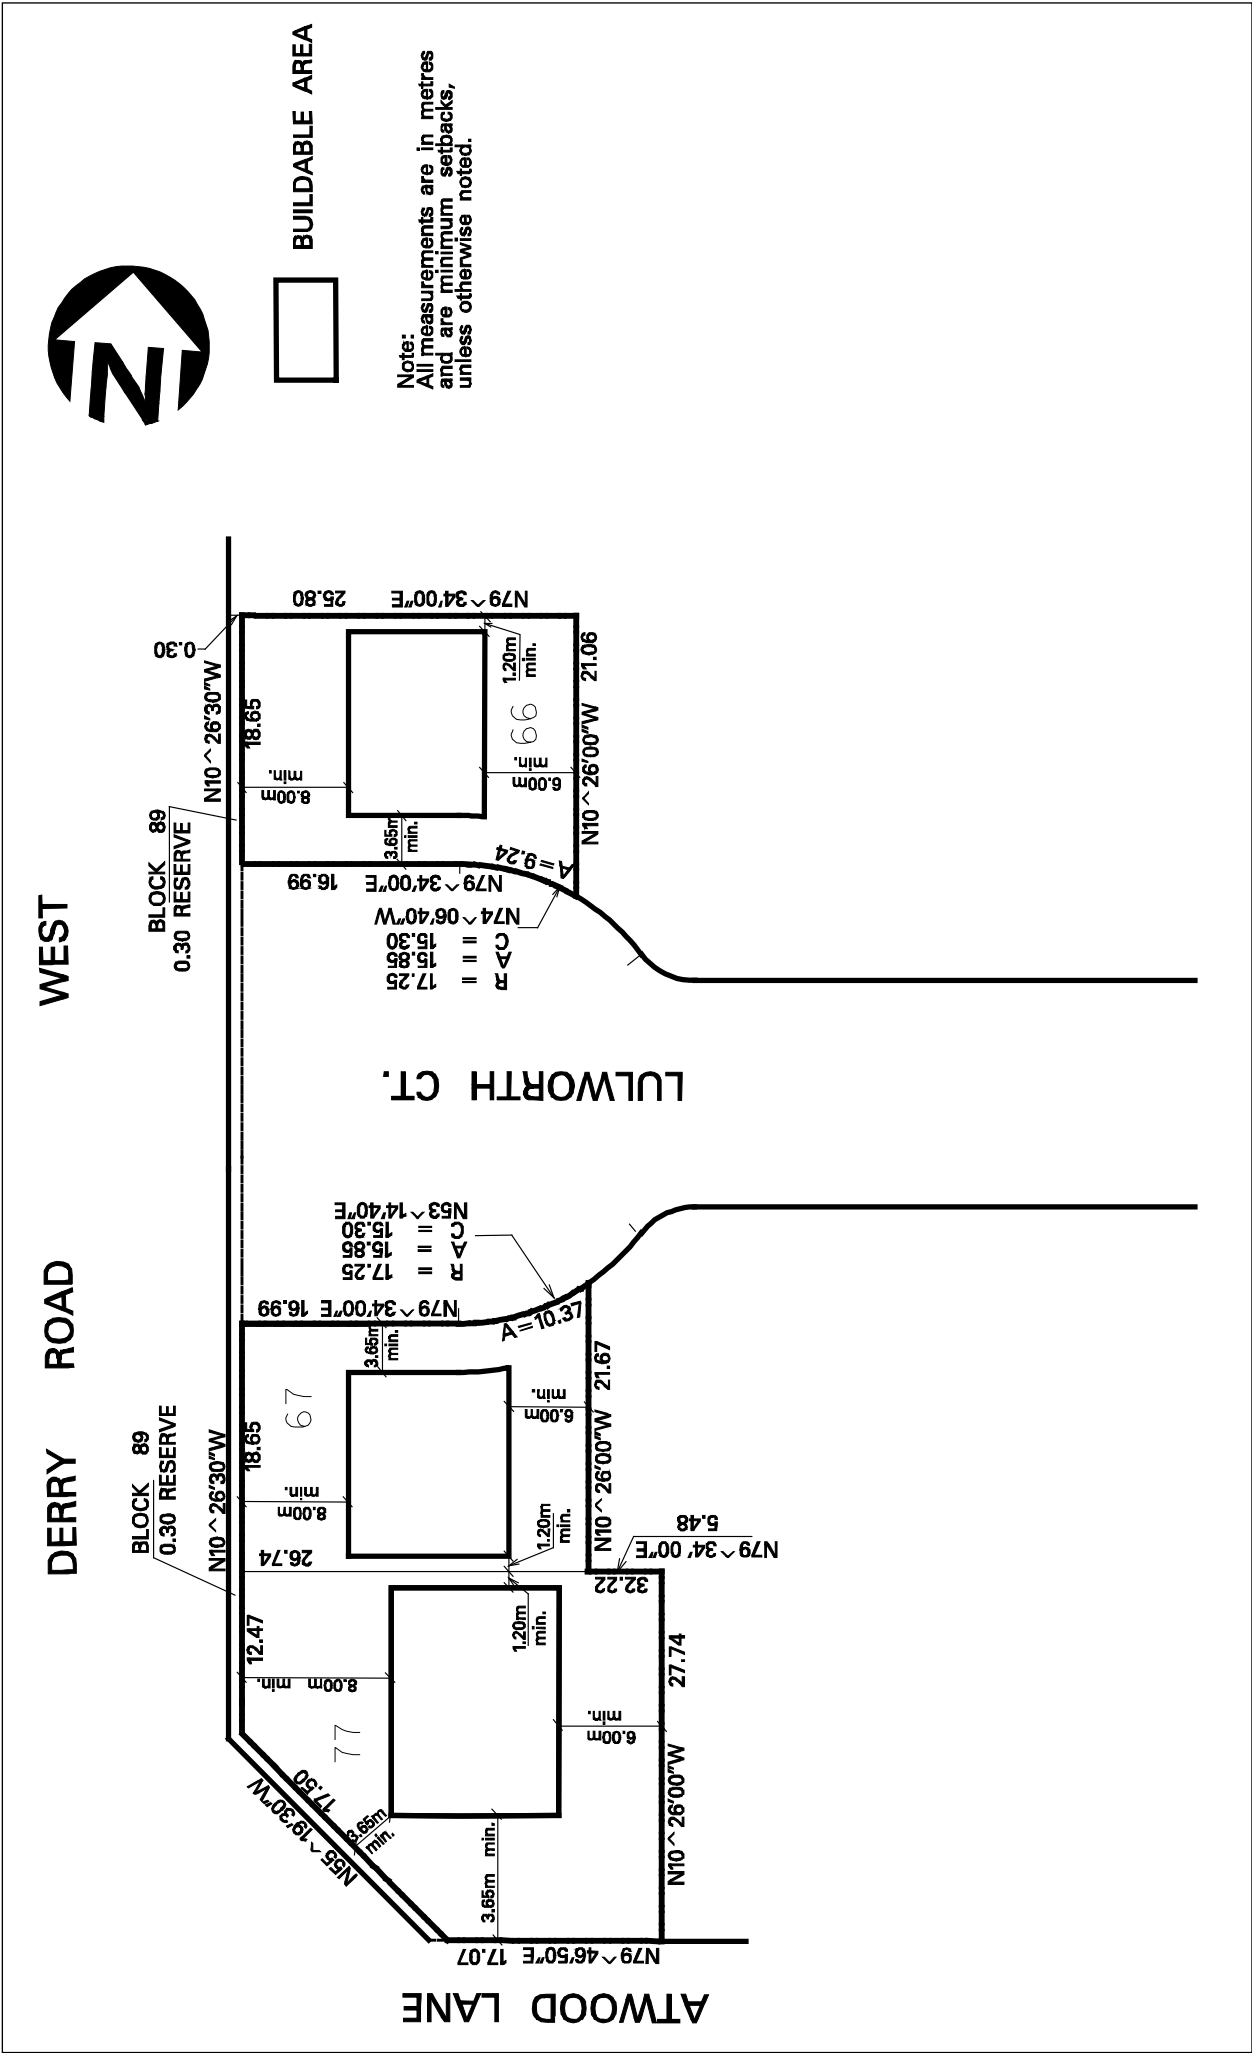 DERRY ROAD WEST
N
BUILDABLE AREA
Note:
All measurements are in metres
and are minimum setbacks,
unless otherwise noted.
BLOCK 89
0.30 RESERVE
N10^26'30"W
0.30
18.65
8.00m
min.
25.80 N79^34'00"E
1.20m
min.
66
6.00m
min.
3.65m
min.
16.99 N79^34'00"E
A=9.24
N10^26'00"W 21.06
R = 17.25
A = 15.85
C = 15.30
N74^06'40"W
LULWORTH CT.
R = 17.25
A = 15.85
C = 15.30
N53^14'40"E
N79^34'00"E 16.99
A=10.37
3.65m
min.
67
BLOCK 89
0.30 RESERVE
N10^26'30"W
18.65
8.00m
min.
6.00m
min.
N10^26'00"W 21.67
1.20m
min.
26.74
32.22
N79^34' 00"E
5.48
12.47
8.00m min.
1.20m
min.
77
6.00m
min.
N10^26'00"W 27.74
17.50
N55^19'30"W
3.65m
min.
3.65m min.
N79^46'50"E 17.07
ATWOOD LANE